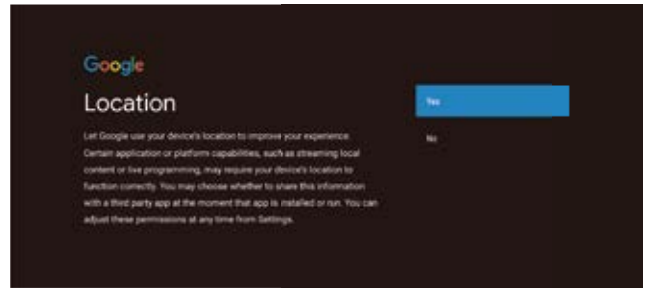 Google
Location
Yes
Let Google use your device's location to improve your experience.
No
Certain application or platform capabilities, such as streaming local
content or live programming, may require your device's location to
function correctly. You may choose whether to share this information
with a third party app at the moment that app is installed or run. You can
adjust these permissions at any time from Settings.